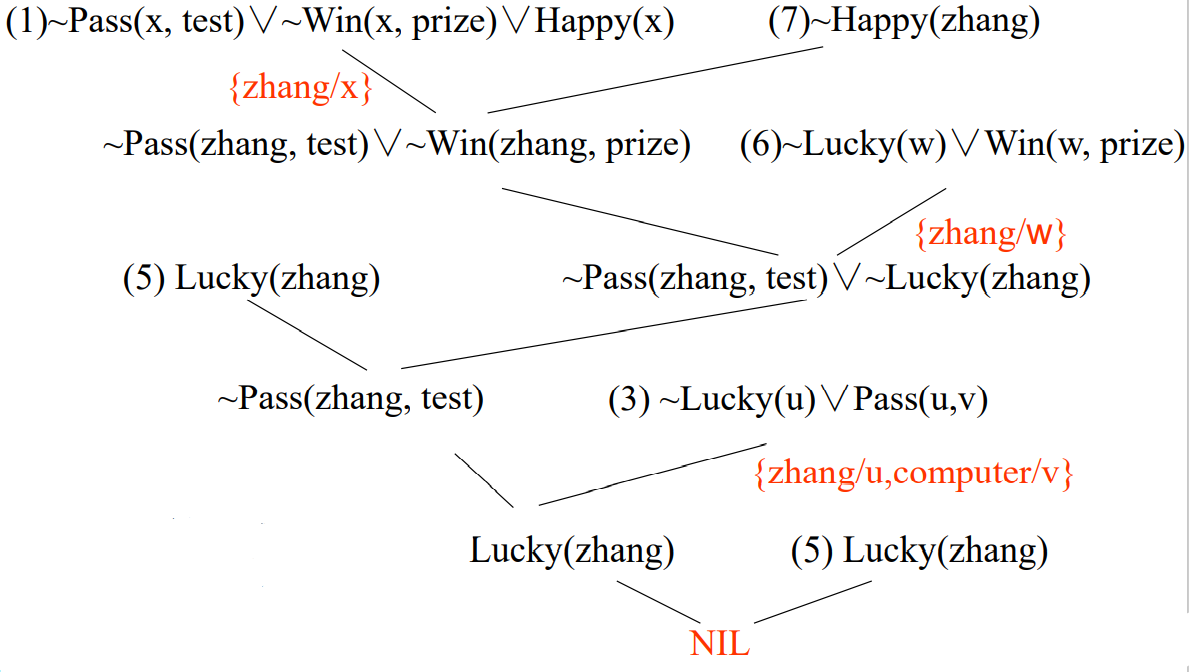 (1)~Pass(x, test)∨~Win(x, prize)∨Happy(x) (7)~Happy(zhang)
{zhang/x}
~Pass(zhang, test)∨~Win(zhang, prize) (6)~Lucky(w)∨Win(w, prize)
{zhang/w}
(5) Lucky(zhang) ~Pass(zhang, test)∨~Lucky(zhang)
~Pass(zhang, test) (3) ~Lucky(u)∨Pass(u,v)
{zhang/u,computer/v}
Lucky(zhang) (5) Lucky(zhang)
NIL